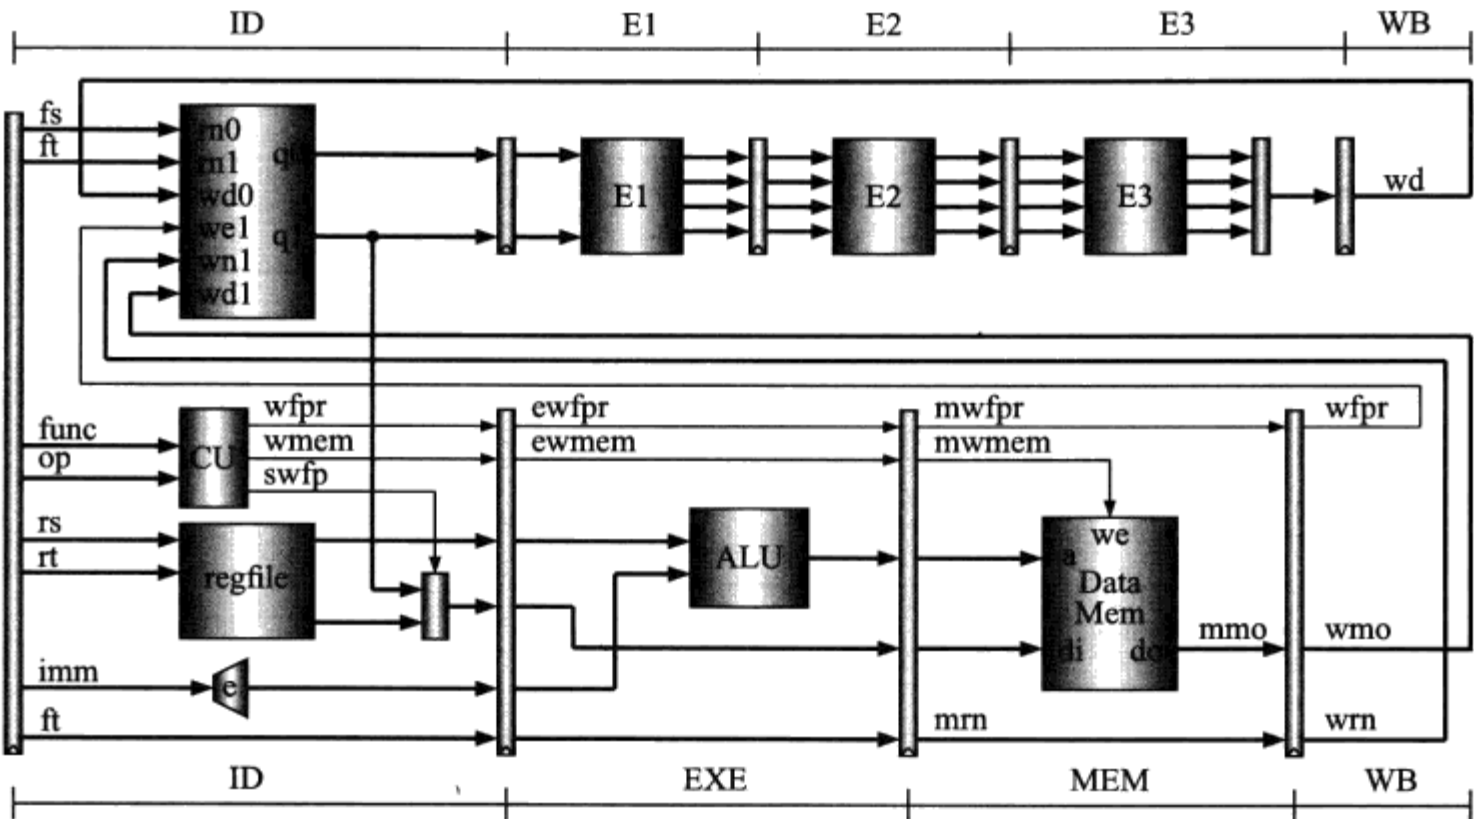 ID E1 E2 E3 WB
fs
ft
rn0
rn1
wd0
we1
wn1
wd1
q0
q1
E1
E2
E3
wd
func
op
CU
wfpr
wmem
swfp
ewfpr
ewmem
mwfpr
mwmem
wfpr
rs
rt
regfile
ALU
we
a
Data
Mem
di
do
mmo
wmo
imm
e
ft
mrn
wrn
ID EXE MEM WB